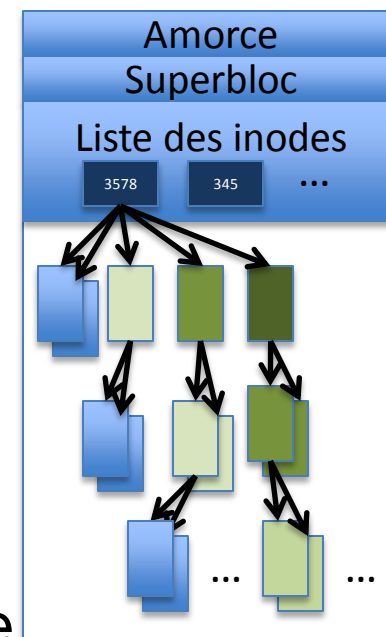 Amorce
Superbloc
Liste des inodes
3578 345 ...
... ...
e